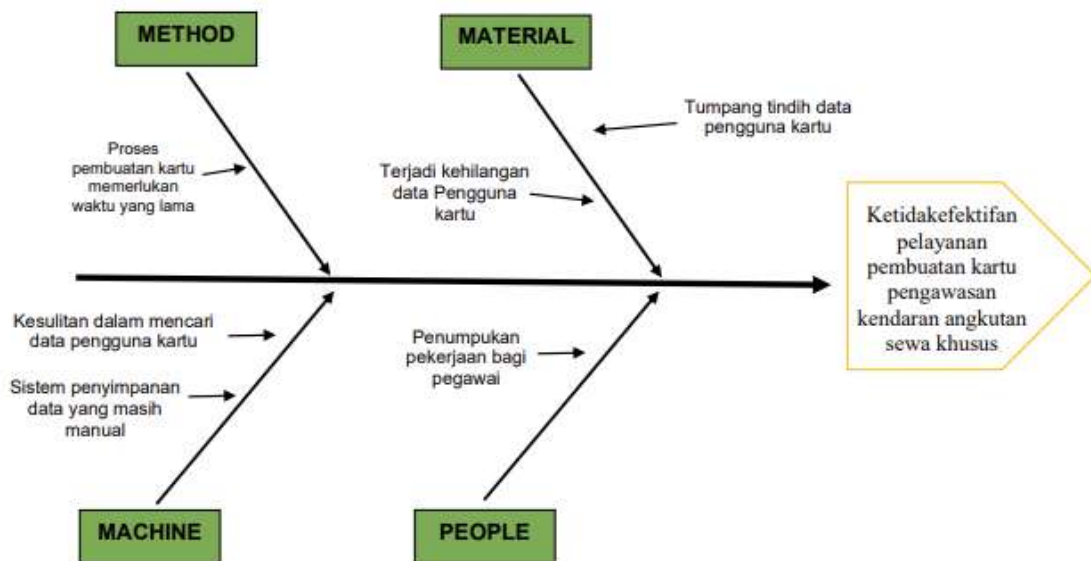 METHOD
MATERIAL
Tumpang tindih data
pengguna kartu
Proses
pembuatan kartu
memerlukan
waktu yang lama
Terjadi kehilangan
data Pengguna
kartu
Ketidakefektifan
pelayanan
pembuatan kartu
pengawasan
kendaran angkutan
sewa khusus
Kesulitan dalam mencari
data pengguna kartu
Penumpukan
pekerjaan bagi
pegawai
Sistem penyimpanan
data yang masih
manual
MACHINE
PEOPLE